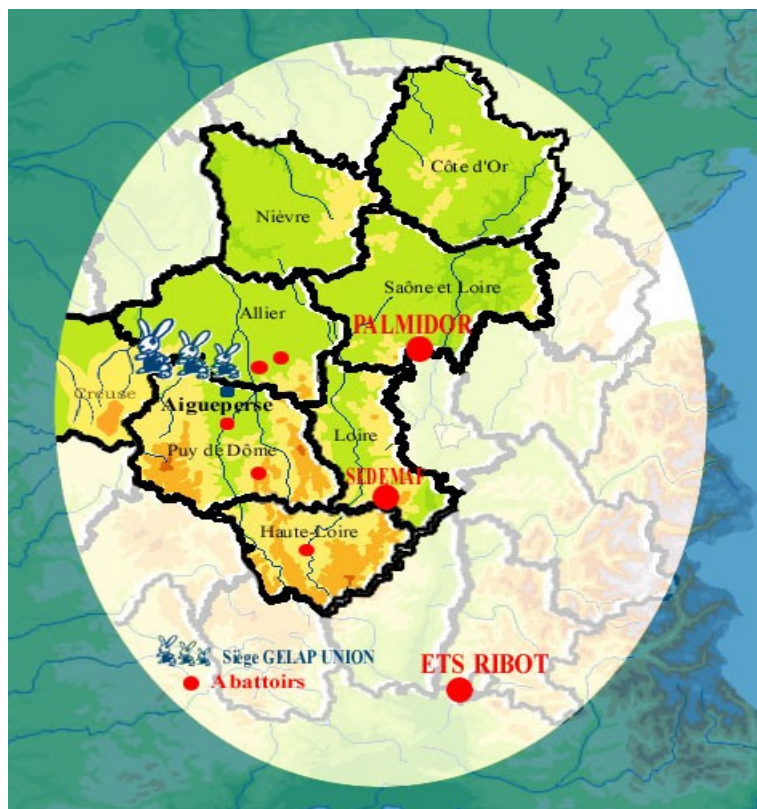 Côte d'Or
Nièvre
Saône et Loire
Allier
PALMIDOR
Creuse
Aigueperse
Loire
Puy de Dôme
SEDEMAF
Haute-Loire
Siège GELAP UNION
ETS RIBOT
Abattoirs